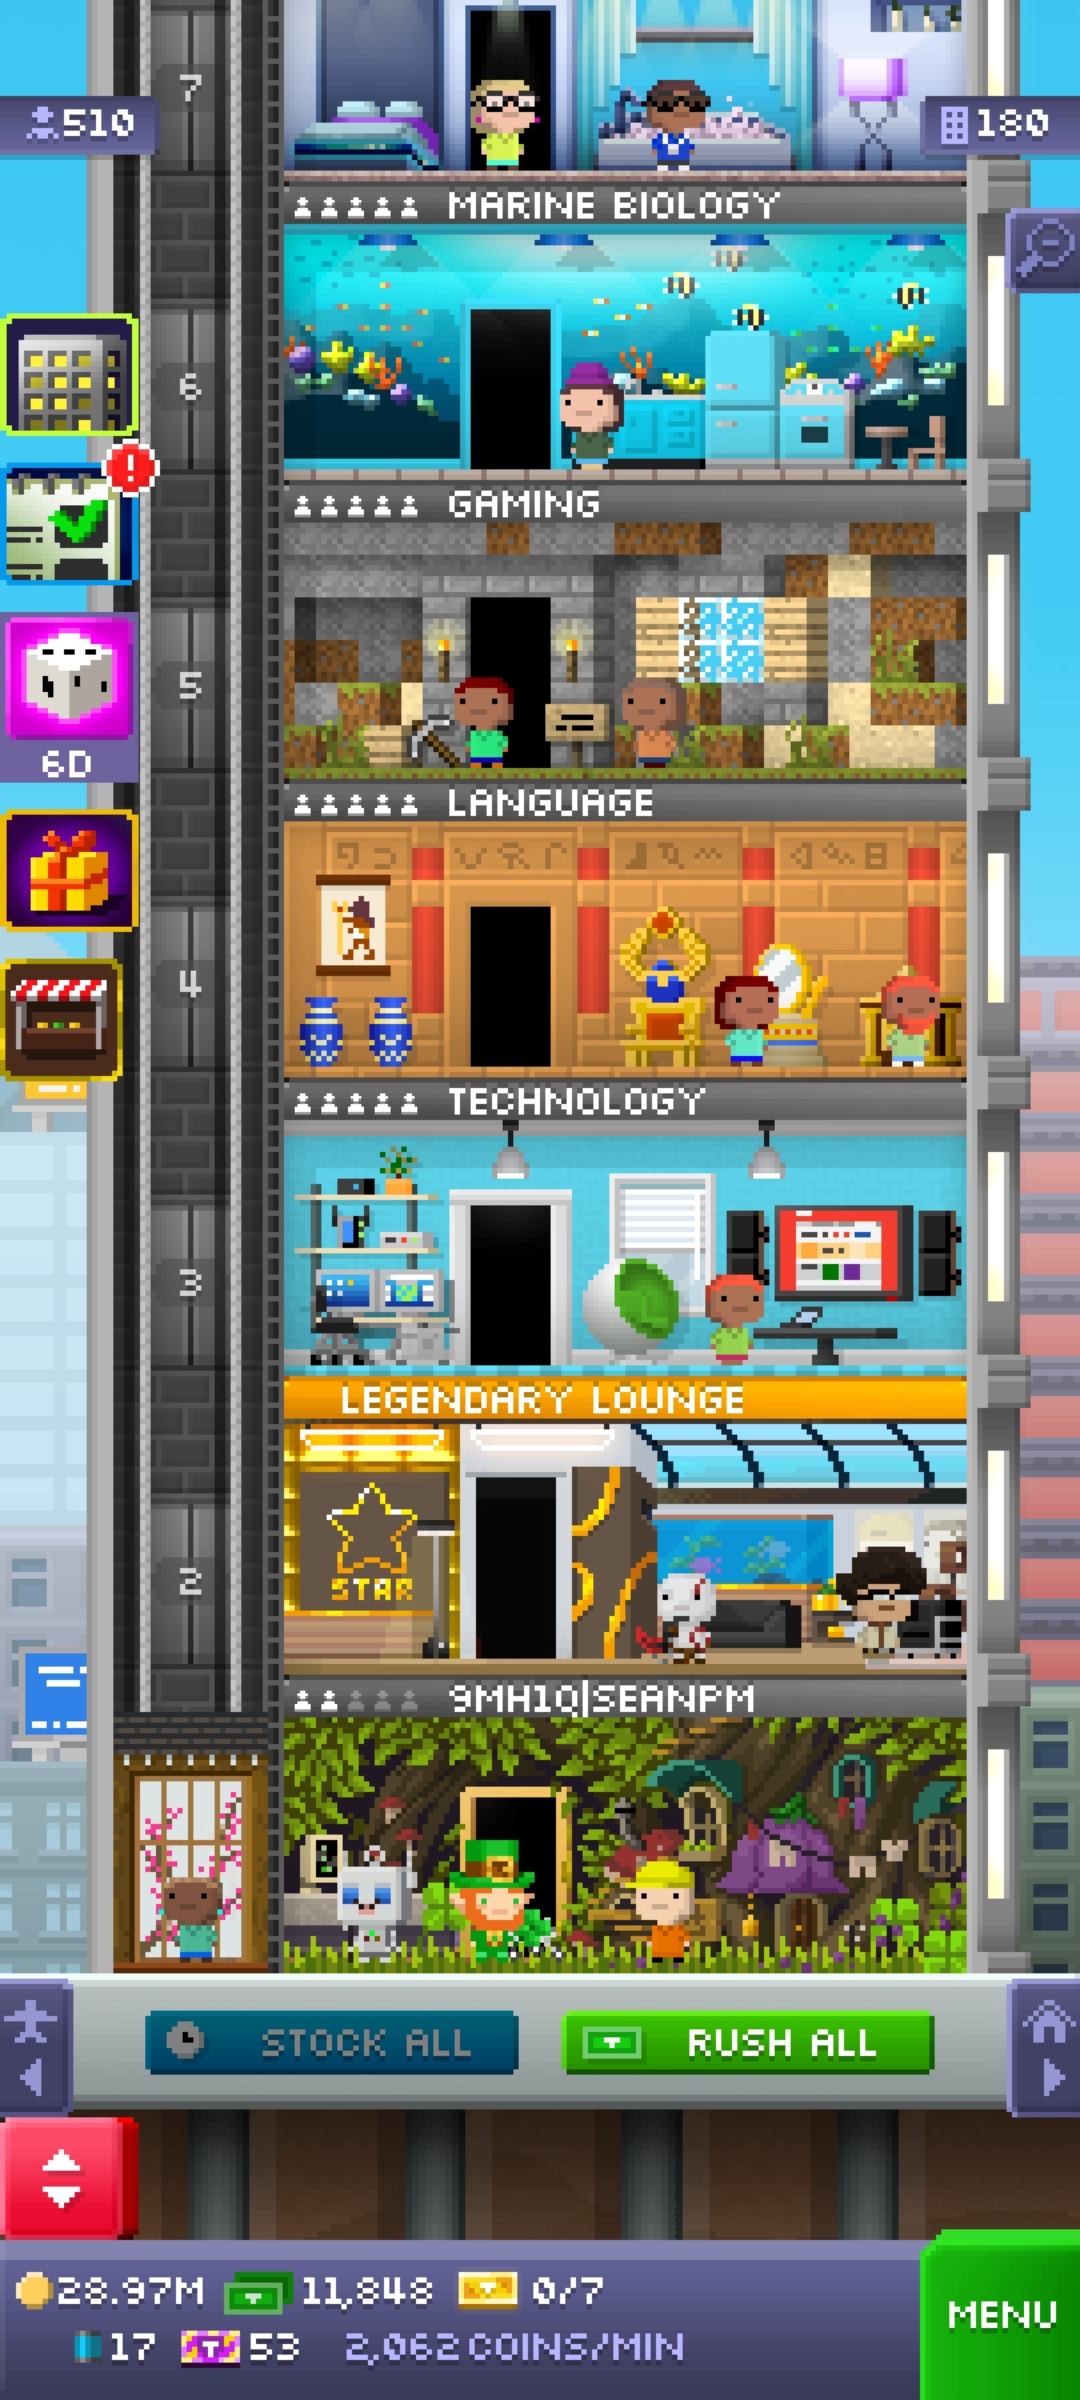 7
510
180
MARINE BIOLOGY
6
GAMING
5
6D
LANGUAGE
4
TECHNOLOGY
3
LEGENDARY LOUNGE
STAR
2
9MH1Q|SEANPM
STOCK ALL
RUSH ALL
28.97M 11,848 0/7
MENU
17 53 2,062 COINS/MIN